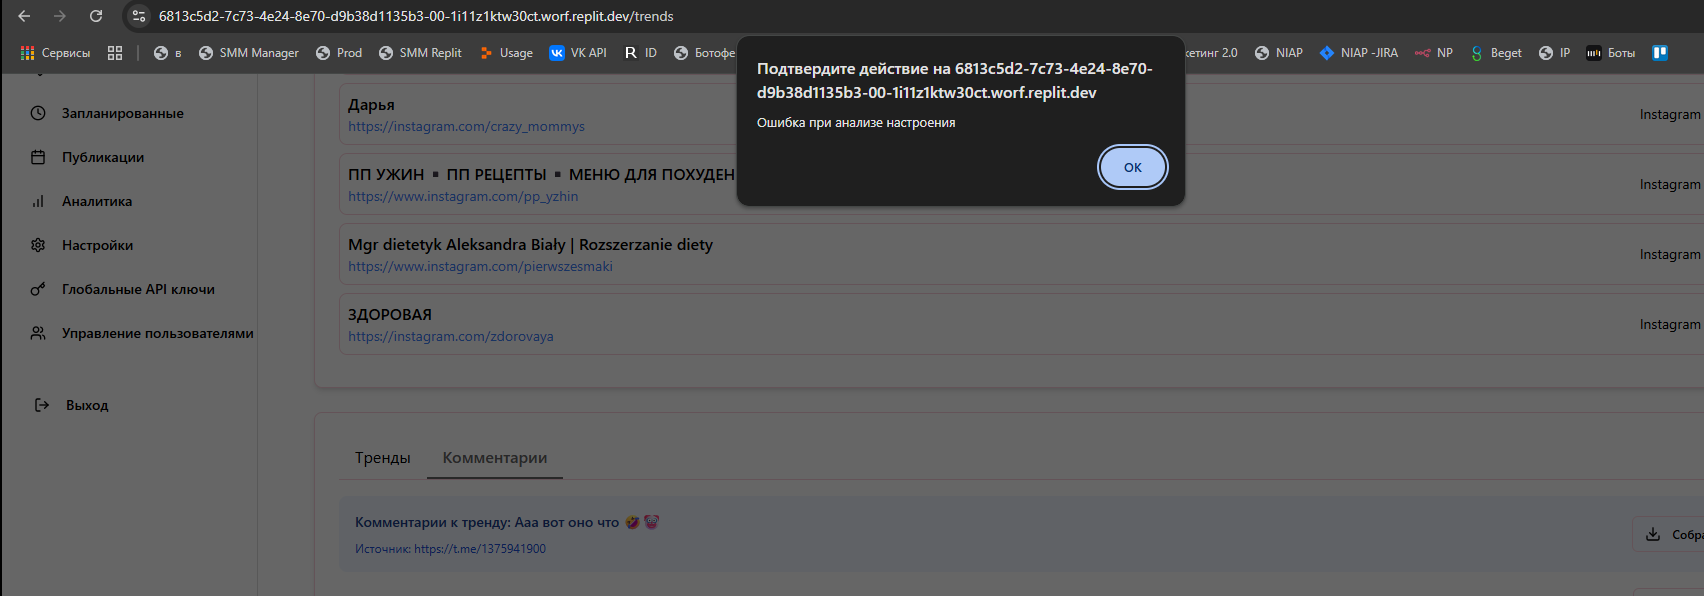 6813c5d2-7c73-4e24-8e70-d9b38d1135b3-00-1i11z1ktw30ct.worf.replit.dev/trends
Сервисы в SMM Manager Prod SMM Replit Usage VK API R ID Ботофе кетинг 2.0 NIAP NIAP -JIRA NP Beget IP Боты
Подтвердите действие на 6813c5d2-7c73-4e24-8e70-
d9b38d1135b3-00-1i11z1ktw30ct.worf.replit.dev
Ошибка при анализе настроения
ОК
Запланированные
Публикации
Аналитика
Настройки
Глобальные API ключи
Управление пользователями
Выход
Дарья
https://instagram.com/crazy_mommys
Instagram
ПП УЖИН ▪️ ПП РЕЦЕПТЫ ▪️ МЕНЮ ДЛЯ ПОХУДЕН
https://www.instagram.com/pp_yzhin
Instagram
Mgr dietetyk Aleksandra Biały | Rozszerzanie diety
https://www.instagram.com/pierwszesmaki
Instagram
ЗДОРОВАЯ
https://instagram.com/zdorovaya
Instagram
Тренды Комментарии
Комментарии к тренду: Ааа вот оно что 🤣🐷
Источник: https://t.me/1375941900
Собра